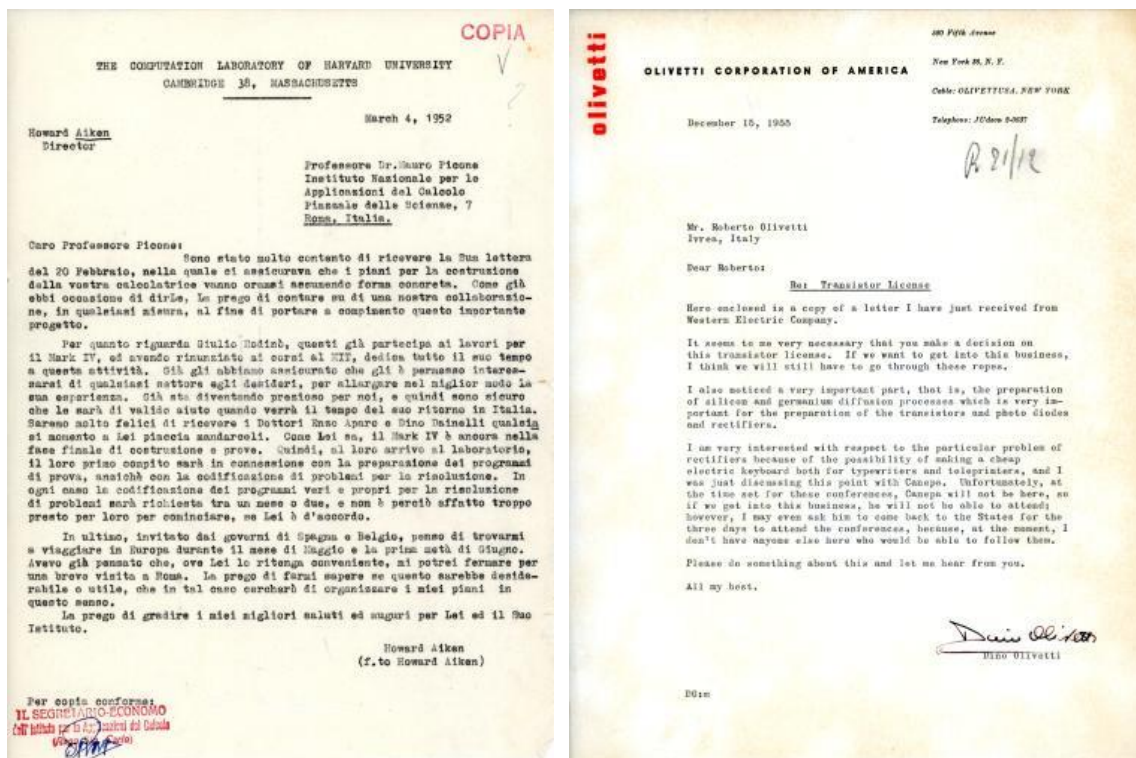 COPIA
THE COMPUTATION LABORATORY OF HARVARD UNIVERSITY
CAMBRIDGE 38, MASSACHUSETTS
March 4, 1952
Howard Aiken
Director
Professore Dr.Mauro Picone
Instituto Nazionale per le
Applicazioni del Calcolo
Piazzale delle Scienze, 7
Roma, Italia.
Caro Professore Picone:
Sono stato molto contento di ricevere la Sua lettera
del 20 Febbraio, nella quale ci assicurava che i piani per la costruzione
della vostra calcolatrice vanno oramai assumendo forma concreta. Come già
ebbi occasione di dirLe, La prego di contare su di una nostra collaborazio-
ne, in qualsiasi misura, al fine di portare a compimento questo importante
progetto.
Per quanto riguarda Giulio Rodinò, questi già partecipa ai lavori per
il Mark IV, ed avendo rinunziato ai corsi al MIT, dedica tutto il suo tempo
a questa attività. Già gli abbiamo assicurato che gli è permesso interes-
sarsi di qualsiasi settore egli desideri, per allargare nel miglior modo la
sua esperienza. Già sta diventando prezioso per noi, e quindi sono sicuro
che le sarà di valido aiuto quando verrà il tempo del suo ritorno in Italia.
Saremo molto felici di ricevere i Dottori Enzo Aparo e Dino Dainelli qualsia
si momento a Lei piaccia mandarceli. Come Lei sa, il Mark IV è ancora nella
fase finale di costruzione e prove. Quindi, al loro arrivo al laboratorio,
il loro primo compito sarà in connessione con la preparazione dei programmi
di prova, anzichè con la codificazione di problemi per la risoluzione. In
ogni caso la codificazione dei programmi veri e propri per la risoluzione
di problemi sarà richiesta tra un mese o due, e non è perciò affatto troppo
presto per loro per cominciare, se Lei è d'accordo.
In ultimo, invitato dai governi di Spagna e Belgio, penso di trovarmi
a viaggiare in Europa durante il mese di Maggio e la prima metà di Giugno.
Avevo già pensato che, ove Lei lo ritenga conveniente, mi potrei fermare per
una breve visita a Roma. La prego di farmi sapere se questo sarebbe deside-
rabile o utile, che in tal caso cercherò di organizzare i miei piani in
questo senso.
La prego di gradire i miei migliori saluti ed auguri per Lei ed il Suo
Istituto.
Howard Aiken
(f.to Howard Aiken)
Per copia conforme:
IL SEGRETARIO-ECONOMO
dell'Istituto per le Applicazioni del Calcolo
olivetti
OLIVETTI CORPORATION OF AMERICA
580 Fifth Avenue
New York 36, N. Y.
Cable: OLIVETTUSA, NEW YORK
Telephone: JUdson
December 15, 1955
R 21/12
Mr. Roberto Olivetti
Ivrea, Italy
Dear Roberto:
Re: Transistor License
Here enclosed is a copy of a letter I have just received from
Western Electric Company.
It seems to me very necessary that you make a decision on
this transistor license. If we want to get into this business,
I think we will still have to go through these ropes.
I also noticed a very important part, that is, the preparation
of silicon and germanium diffusion processes which is very im-
portant for the preparation of the transistors and photo diodes
and rectifiers.
I am very interested with respect to the particular problem of
rectifiers because of the possibility of making a cheap
electric keyboard both for typewriters and teleprinters, and I
was just discussing this point with Canepa. Unfortunately, at
the time set for these conferences, Canepa will not be here, so
if we get into this business, he will not be able to attend;
however, I may even ask him to come back to the States for the
three days to attend the conferences, because, at the moment, I
don't have anyone else here who would be able to follow them.
Please do something about this and let me hear from you.
All my best.
Dino Olivetti
Dino Olivetti
DG:m